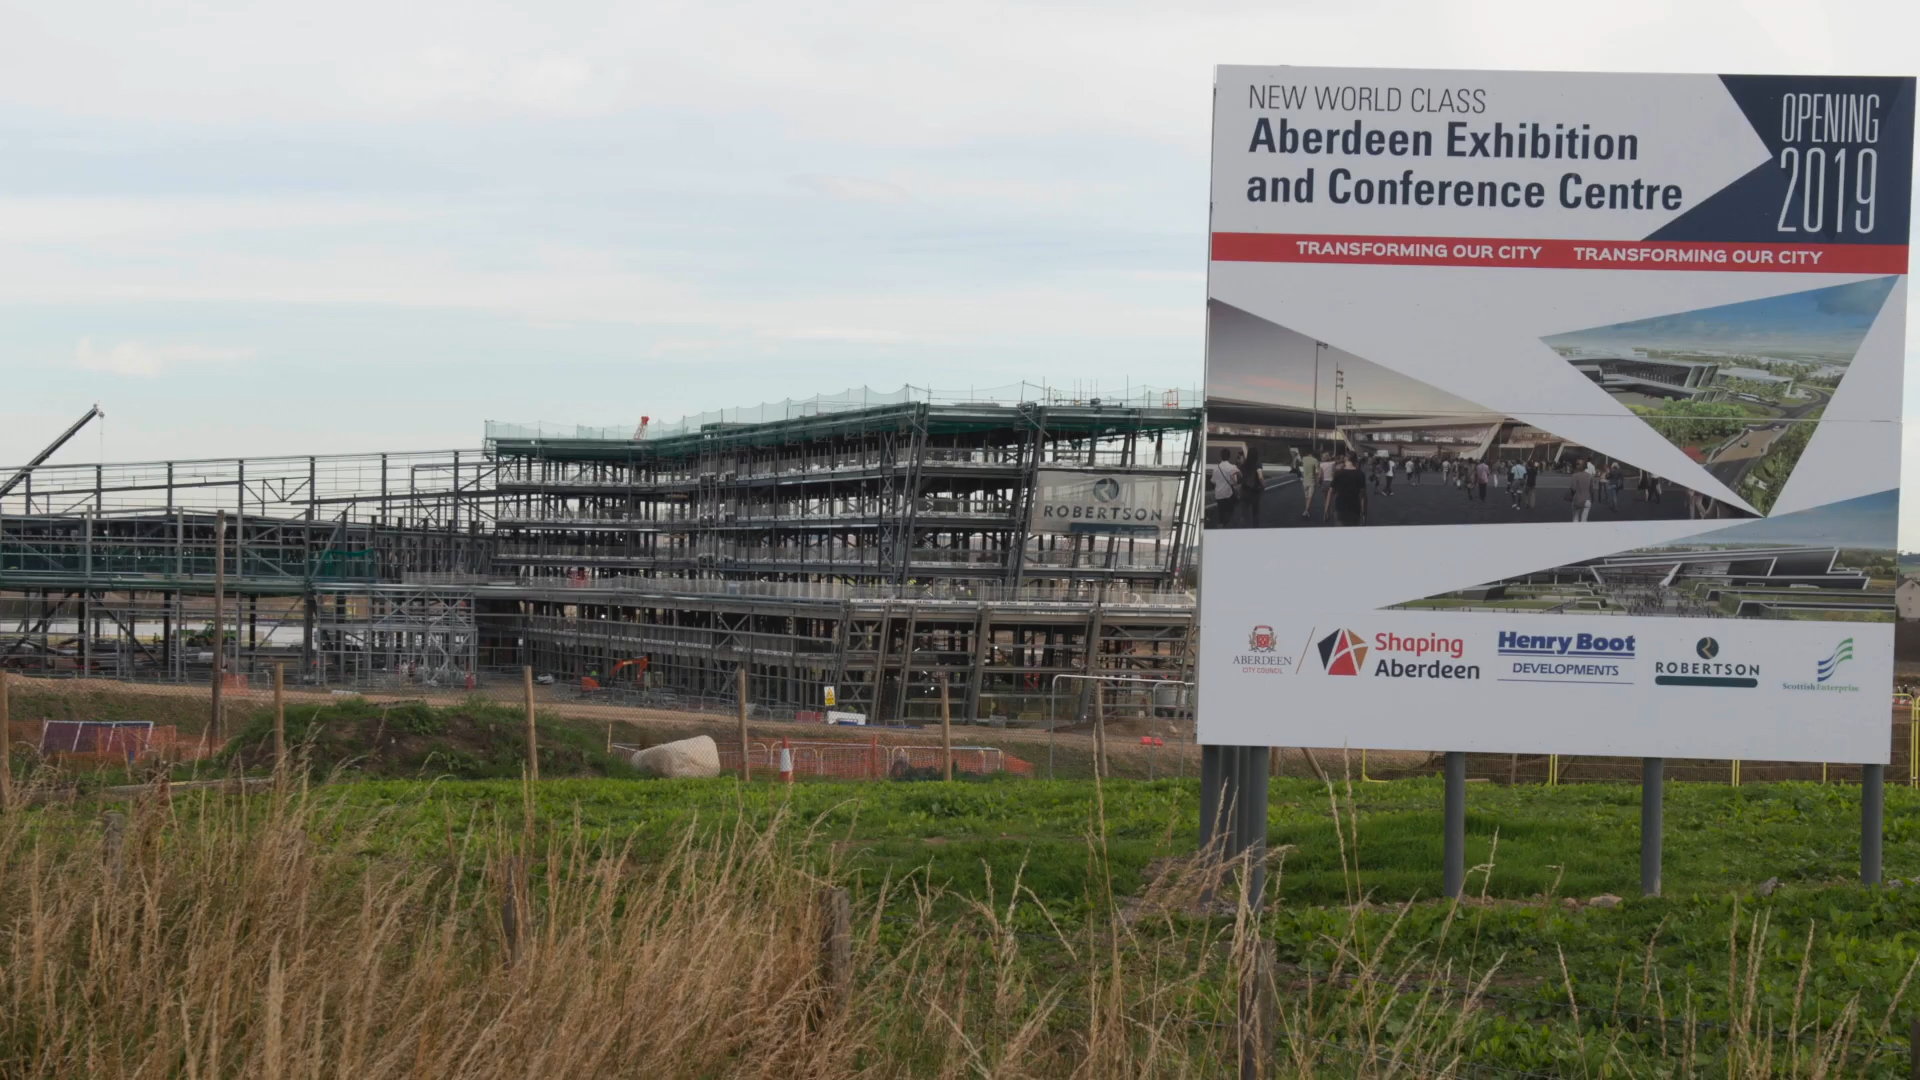 NEW WORLD CLASS
Aberdeen Exhibition
and Conference Centre
OPENING
2019
TRANSFORMING OUR CITY TRANSFORMING OUR CITY
ROBERTSON
ABERDEEN
CITY COUNCIL
Shaping
Aberdeen
Henry Boot
DEVELOPMENTS
ROBERTSON
Scottish Enterprise